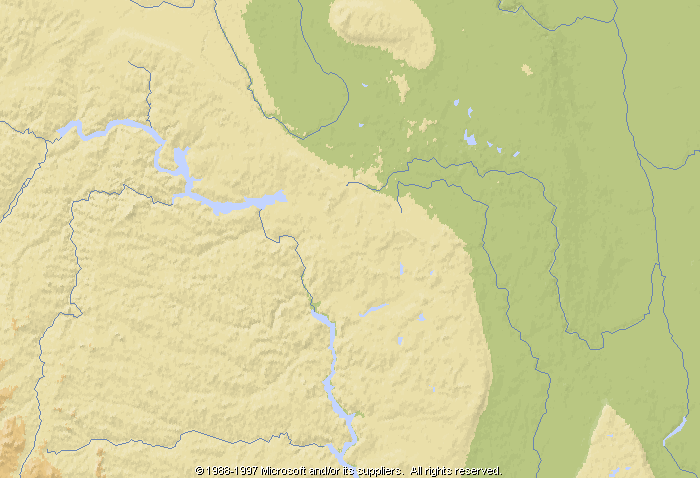 © 1988-1997 Microsoft and/or its suppliers. All rights reserved.